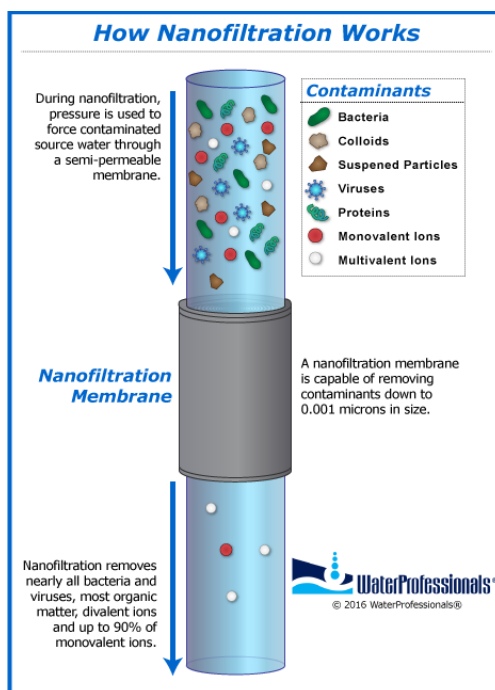 How Nanofiltration Works
During nanofiltration,
pressure is used to
force contaminated
source water through
a semi-permeable
membrane.
Contaminants
Bacteria
Colloids
Suspened Particles
Viruses
Proteins
Monovalent Ions
Multivalent Ions
Nanofiltration
Membrane
A nanofiltration membrane
is capable of removing
contaminants down to
0.001 microns in size.
Nanofiltration removes
nearly all bacteria and
viruses, most organic
matter, divalent ions
and up to 90% of
monovalent ions.
WaterProfessionals®
© 2016 WaterProfessionals®